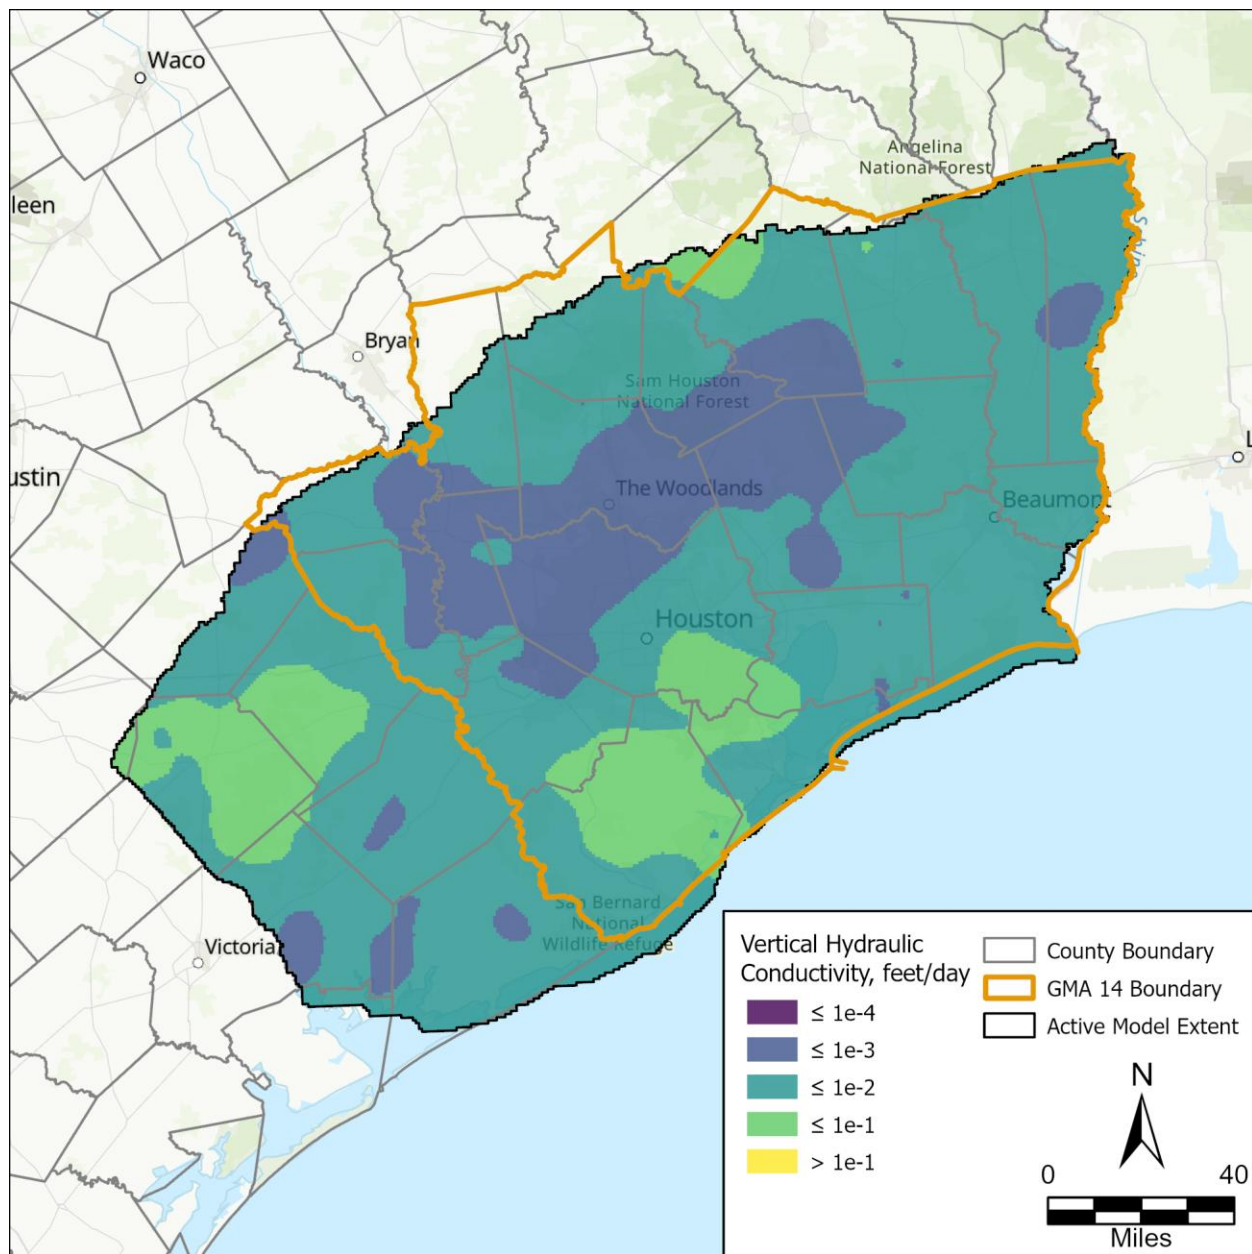 Waco
Angelina
National Forest
leen
Bryan
Sam Houston
National Forest
ustin
The Woodlands
L
Beaumont
Houston
San Bernard
National
Wildlife Refuge
Victoria
Vertical Hydraulic
Conductivity, feet/day
≤ 1e-4
≤ 1e-3
≤ 1e-2
≤ 1e-1
> 1e-1
County Boundary
GMA 14 Boundary
Active Model Extent
N
0 40
Miles